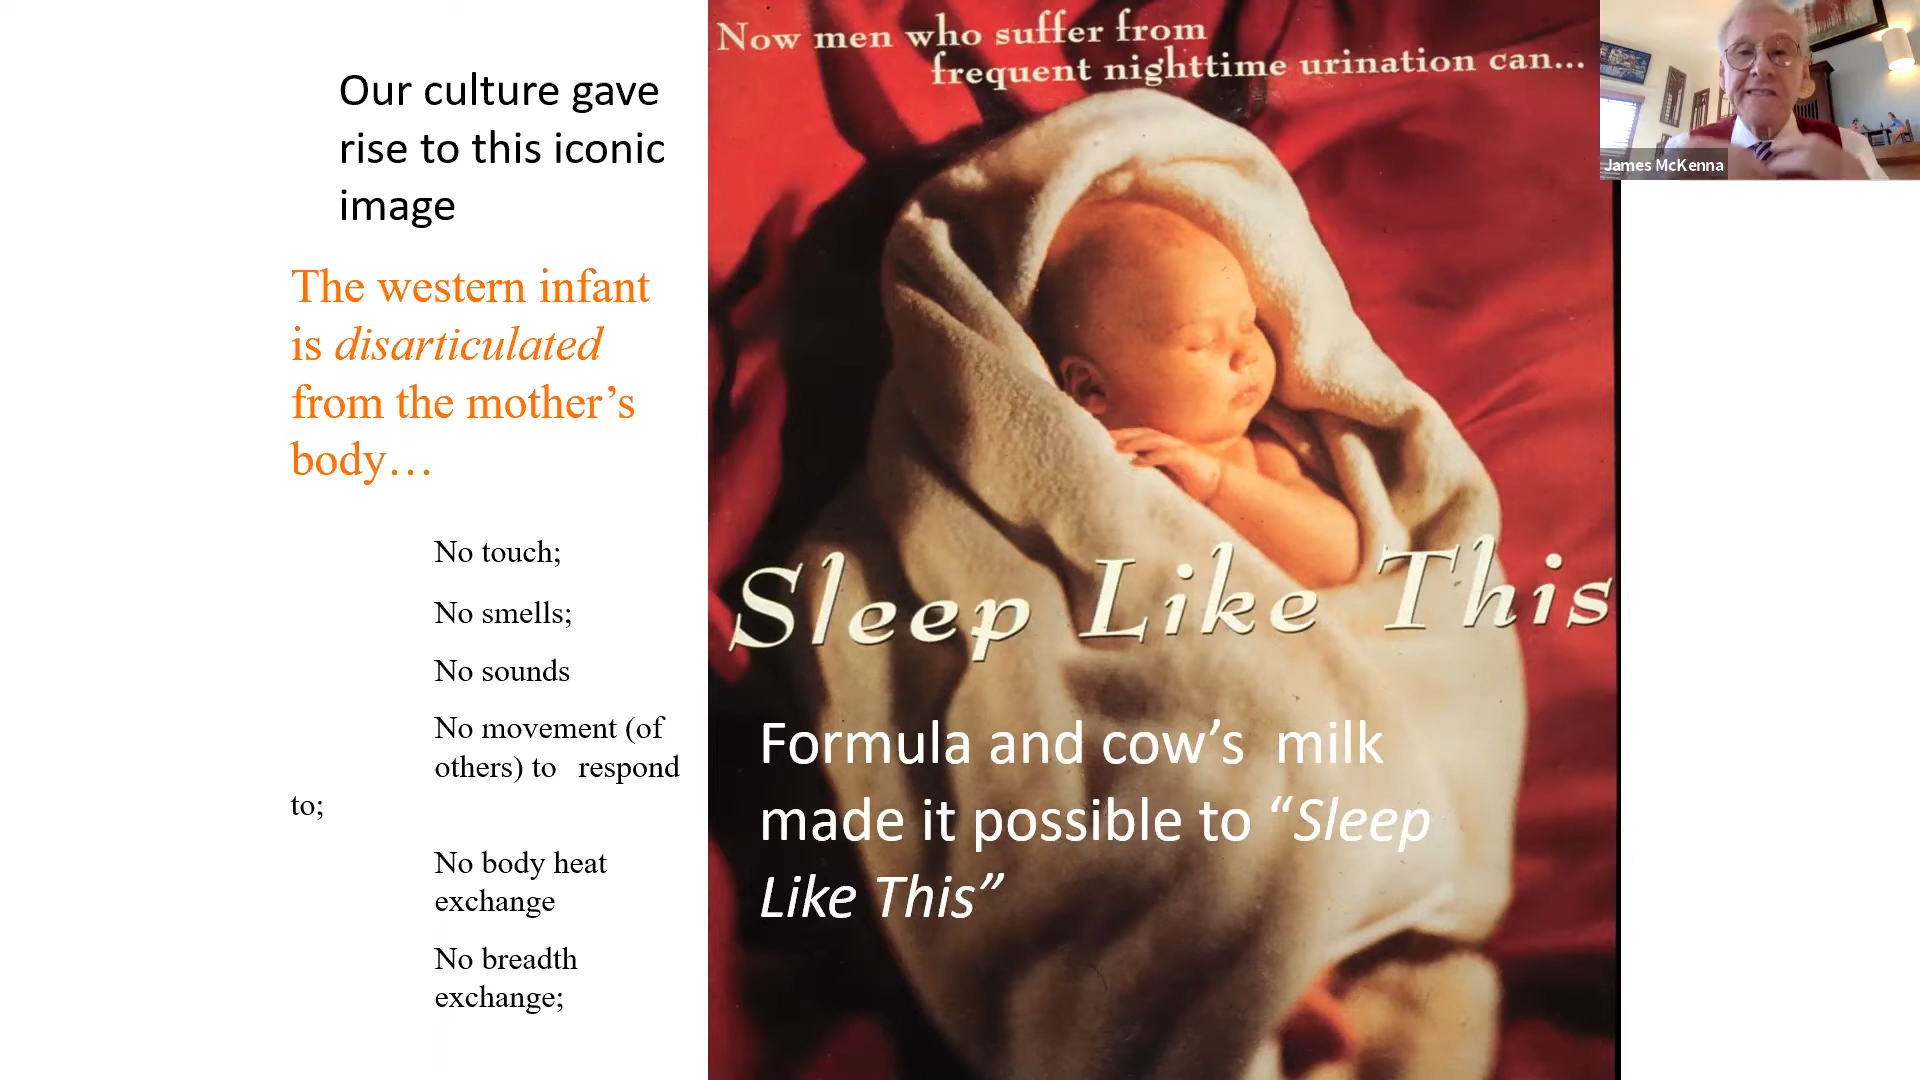 Our culture gave
rise to this iconic
image
The western infant
is disarticulated
from the mother’s
body…
No touch;
No smells;
No sounds
No movement (of
others) to respond
to;
No body heat
exchange
No breadth
exchange;
Now men who suffer from
frequent nighttime urination can...
Sleep Like This
Formula and cow’s milk
made it possible to “Sleep
Like This”
James McKenna